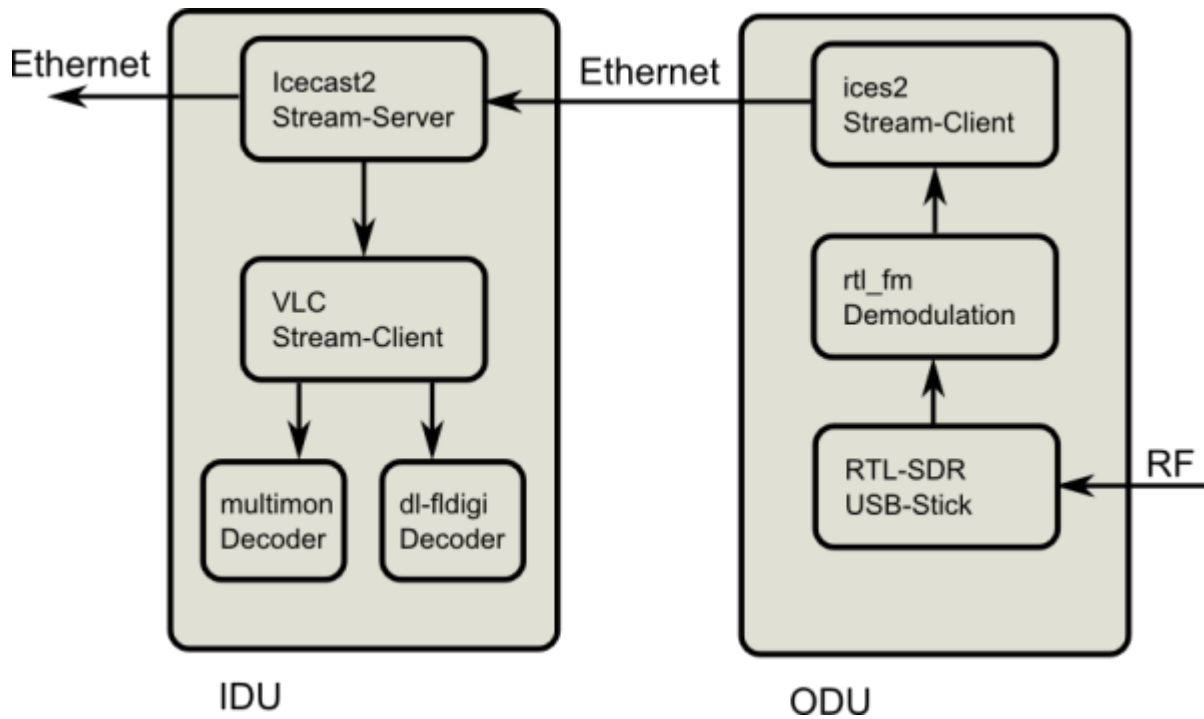 Ethernet
Icecast2
Stream-Server
VLC
Stream-Client
multimon
Decoder
dl-fldigi
Decoder
IDU
Ethernet
ices2
Stream-Client
rtl_fm
Demodulation
RTL-SDR
USB-Stick
RF
ODU